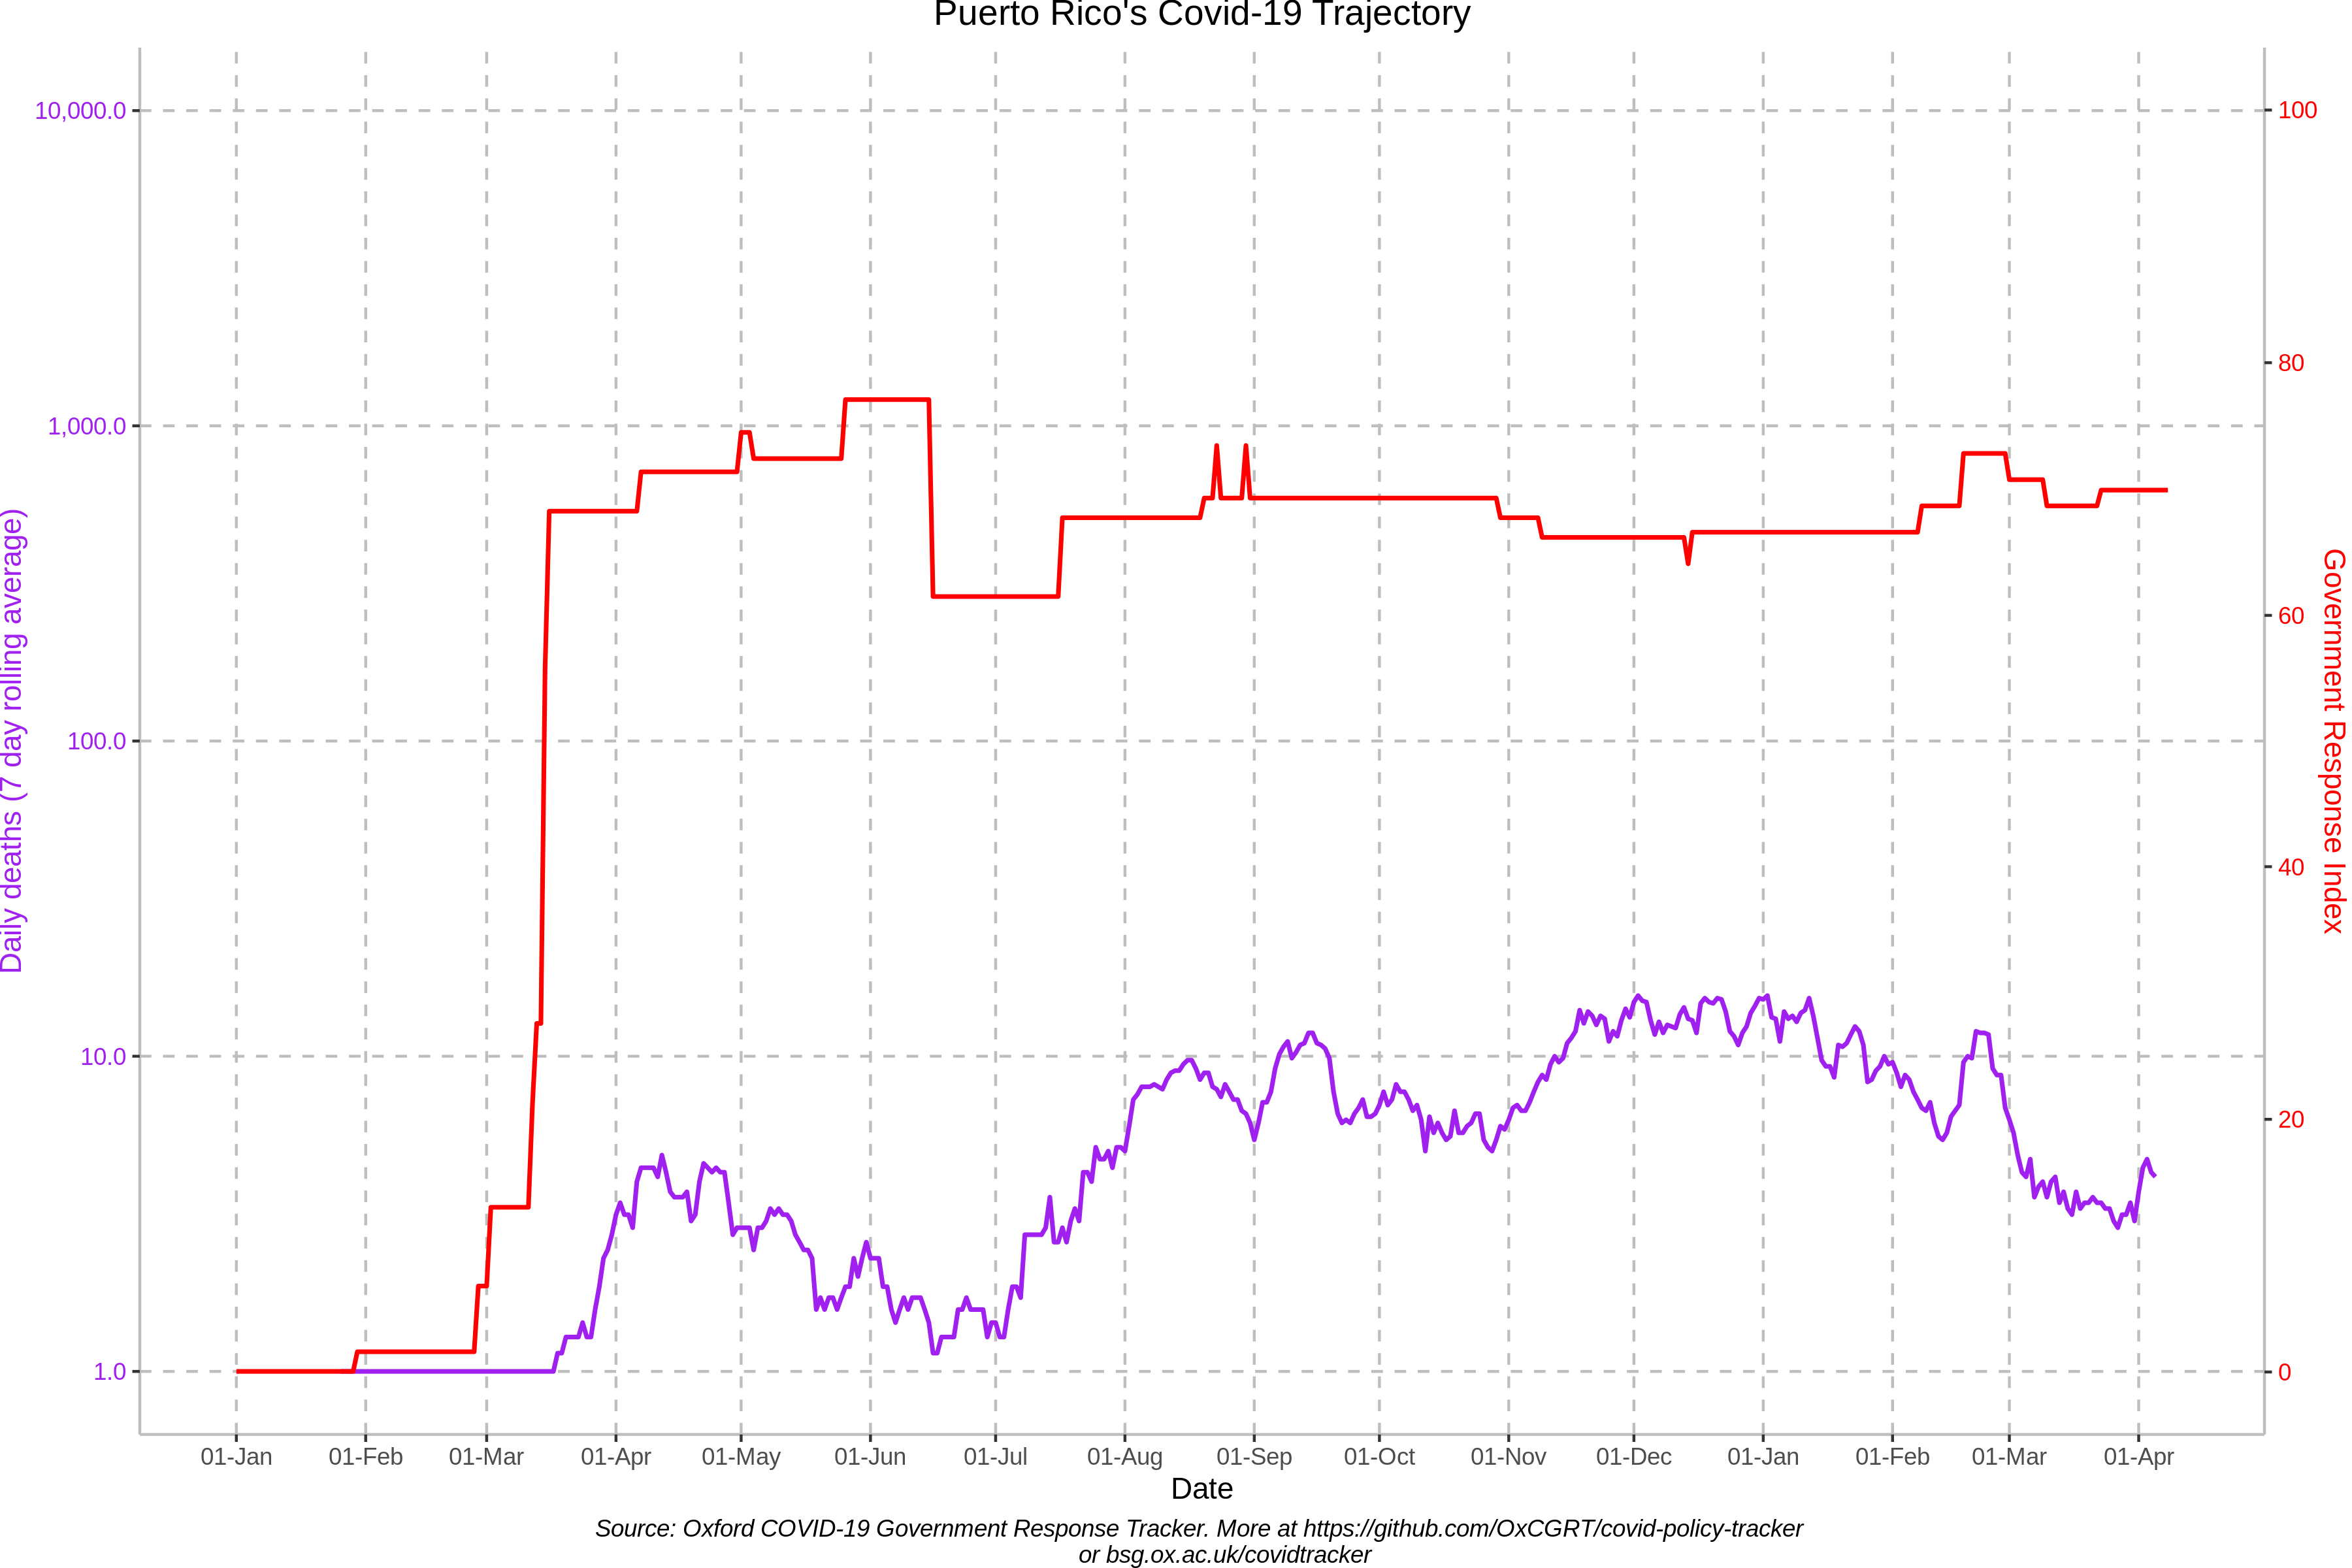 Puerto Rico's Covid-19 Trajectory
10,000.0
1,000.0
100.0
10.0
1.0
Daily deaths (7 day rolling average)
100
80
60
40
20
0
Government Response Index
01-Jan 01-Feb 01-Mar 01-Apr 01-May 01-Jun 01-Jul 01-Aug 01-Sep 01-Oct 01-Nov 01-Dec 01-Jan 01-Feb 01-Mar 01-Apr
Date
Source: Oxford COVID-19 Government Response Tracker. More at https://github.com/OxCGRT/covid-policy-tracker
or bsg.ox.ac.uk/covidtracker